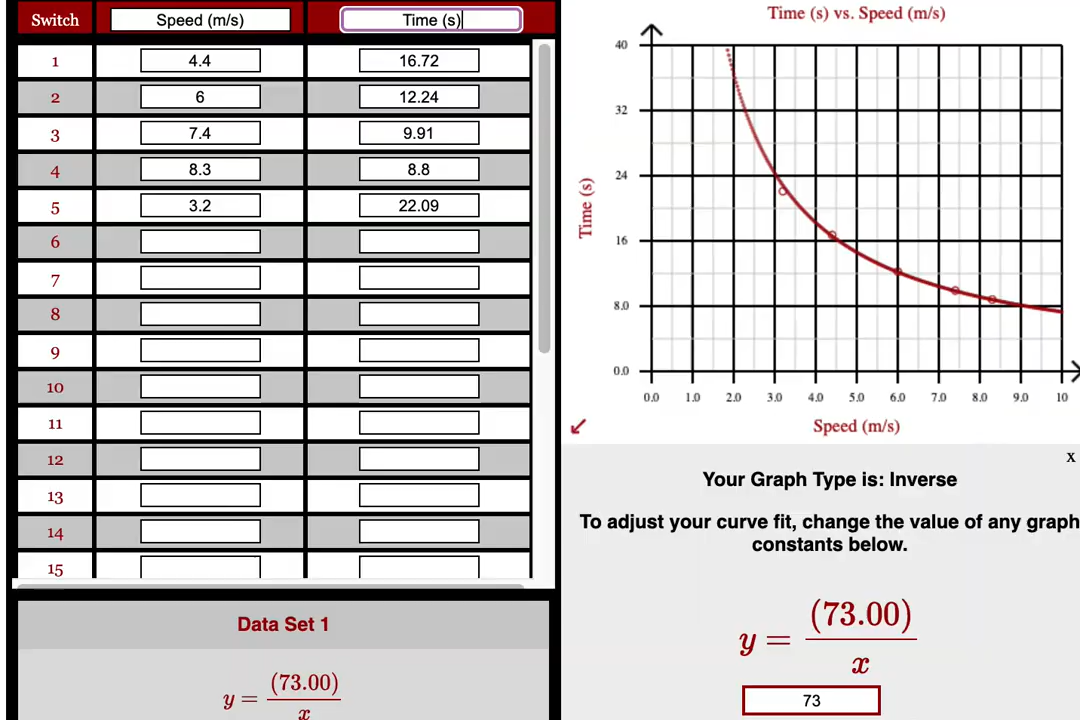 Switch Speed (m/s) Time (s)
1 4.4 16.72
2 6 12.24
3 7.4 9.91
4 8.3 8.8
5 3.2 22.09
6
7
8
9
10
11
12
13
14
15
Data Set 1
y = (73.00)
x
Time (s) vs. Speed (m/s)
40
32
24
16
8.0
0.0
Time (s)
0.0 1.0 2.0 3.0 4.0 5.0 6.0 7.0 8.0 9.0 10
Speed (m/s)
x
Your Graph Type is: Inverse
To adjust your curve fit, change the value of any graph
constants below.
y = (73.00)
x
73